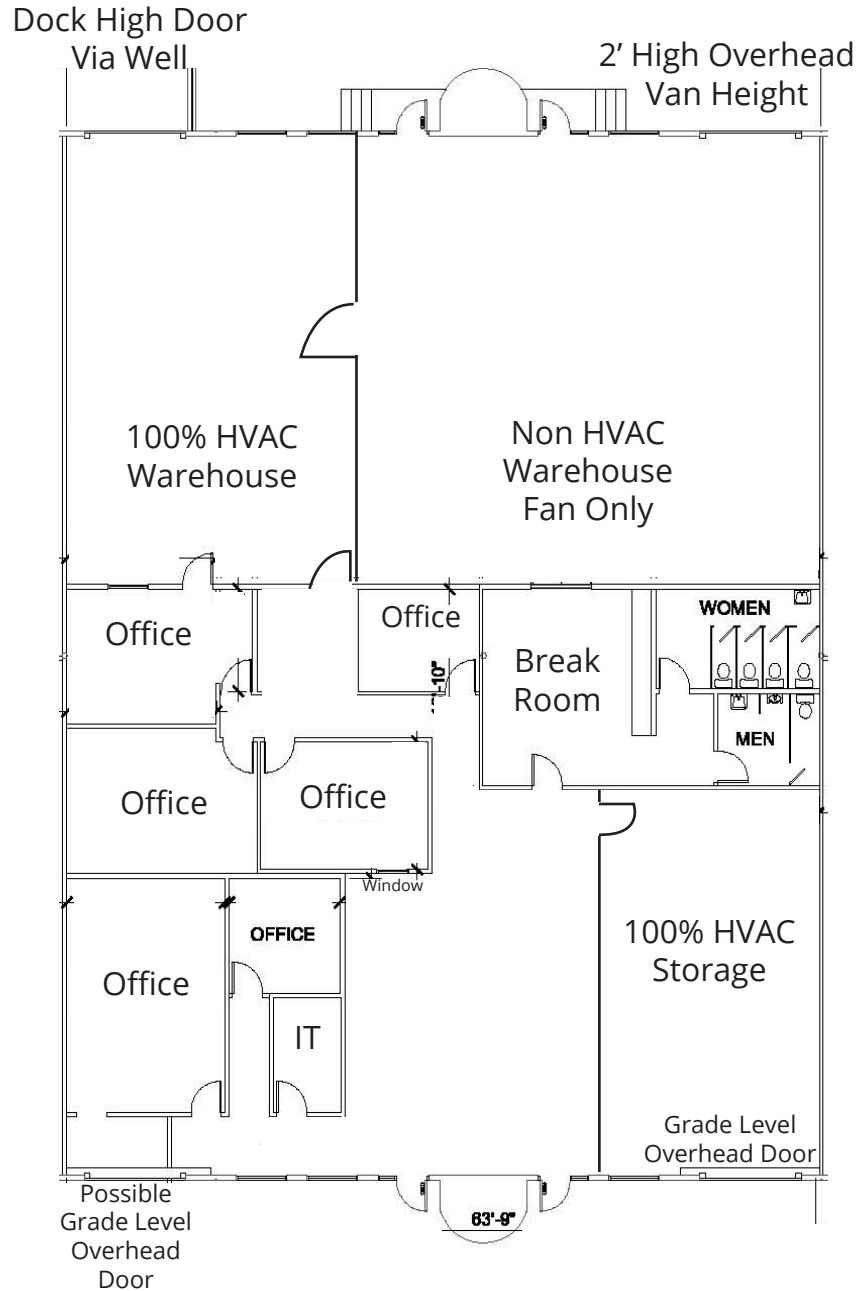 Dock High Door
Via Well
2' High Overhead
Van Height
100% HVAC
Warehouse
Non HVAC
Warehouse
Fan Only
Office
Office
Break
Room
WOMEN
MEN
Office
Office
Window
Office
OFFICE
IT
100% HVAC
Storage
Grade Level
Overhead Door
Possible
Grade Level
Overhead
Door
63'-9"